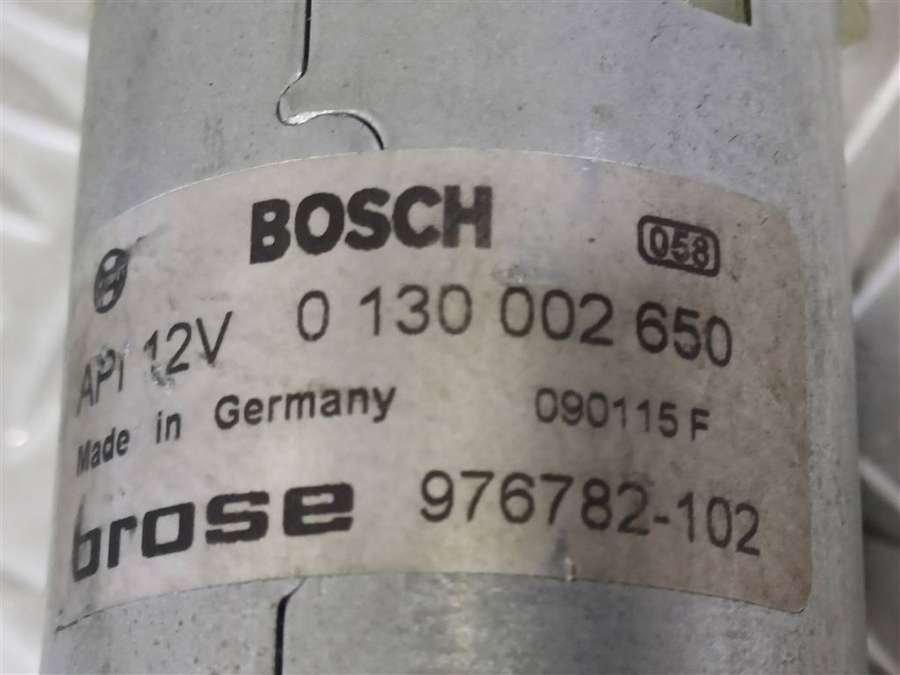 BOSCH
058
APi 12V 0 130 002 650
Made in Germany 090115 F
brose 976782-102